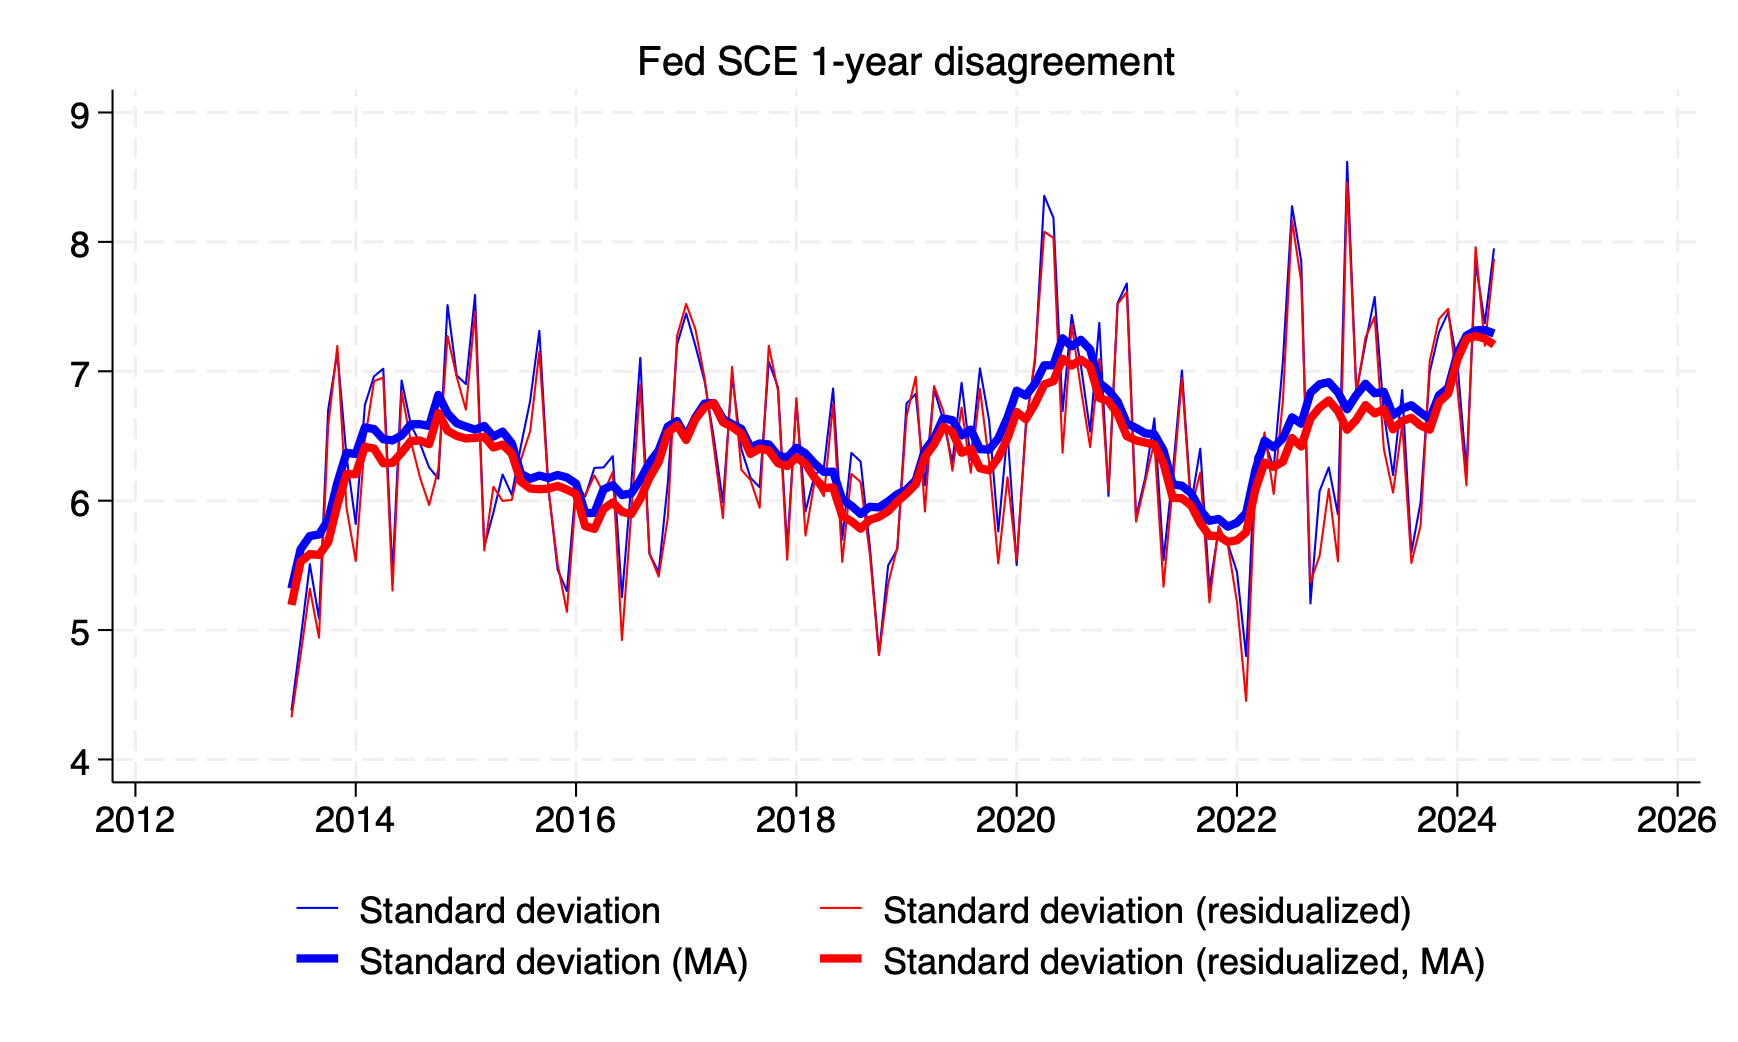 Fed SCE 1-year disagreement
9
8
7
6
5
4
2012 2014 2016 2018 2020 2022 2024 2026
Standard deviation Standard deviation (residualized)
Standard deviation (MA) Standard deviation (residualized, MA)